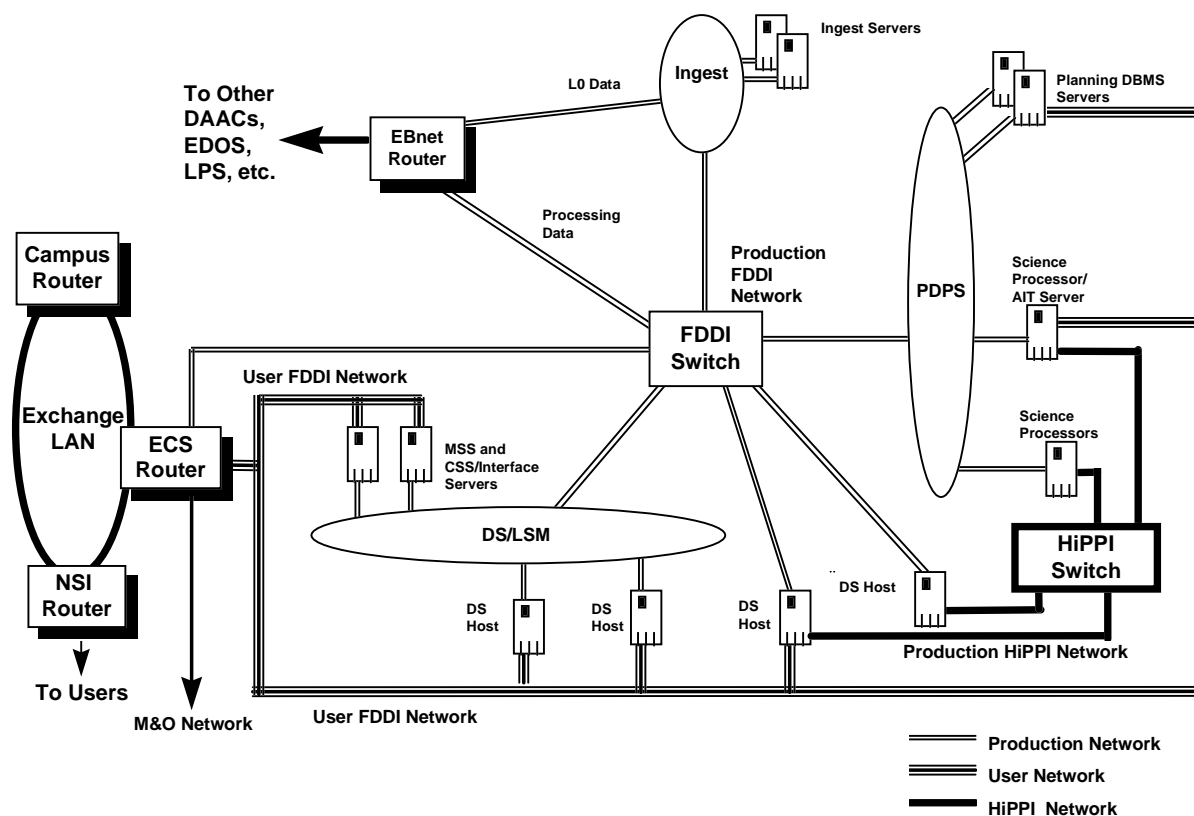 Ingest Servers
Ingest
L0 Data
Planning DBMS
Servers
To Other
DAACs,
EDOS,
LPS, etc.
EBnet
Router
Processing
Data
Production
FDDI
Network
Campus
Router
Science
Processor/
AIT Server
PDPS
FDDI
Switch
User FDDI Network
Exchange
LAN
ECS
Router
MSS and
CSS/Interface
Servers
Science
Processors
DS/LSM
HiPPI
Switch
NSI
Router
DS
Host
DS
Host
DS
Host
DS Host
Production HiPPI Network
To Users
M&O Network
User FDDI Network
Production Network
User Network
HiPPI Network